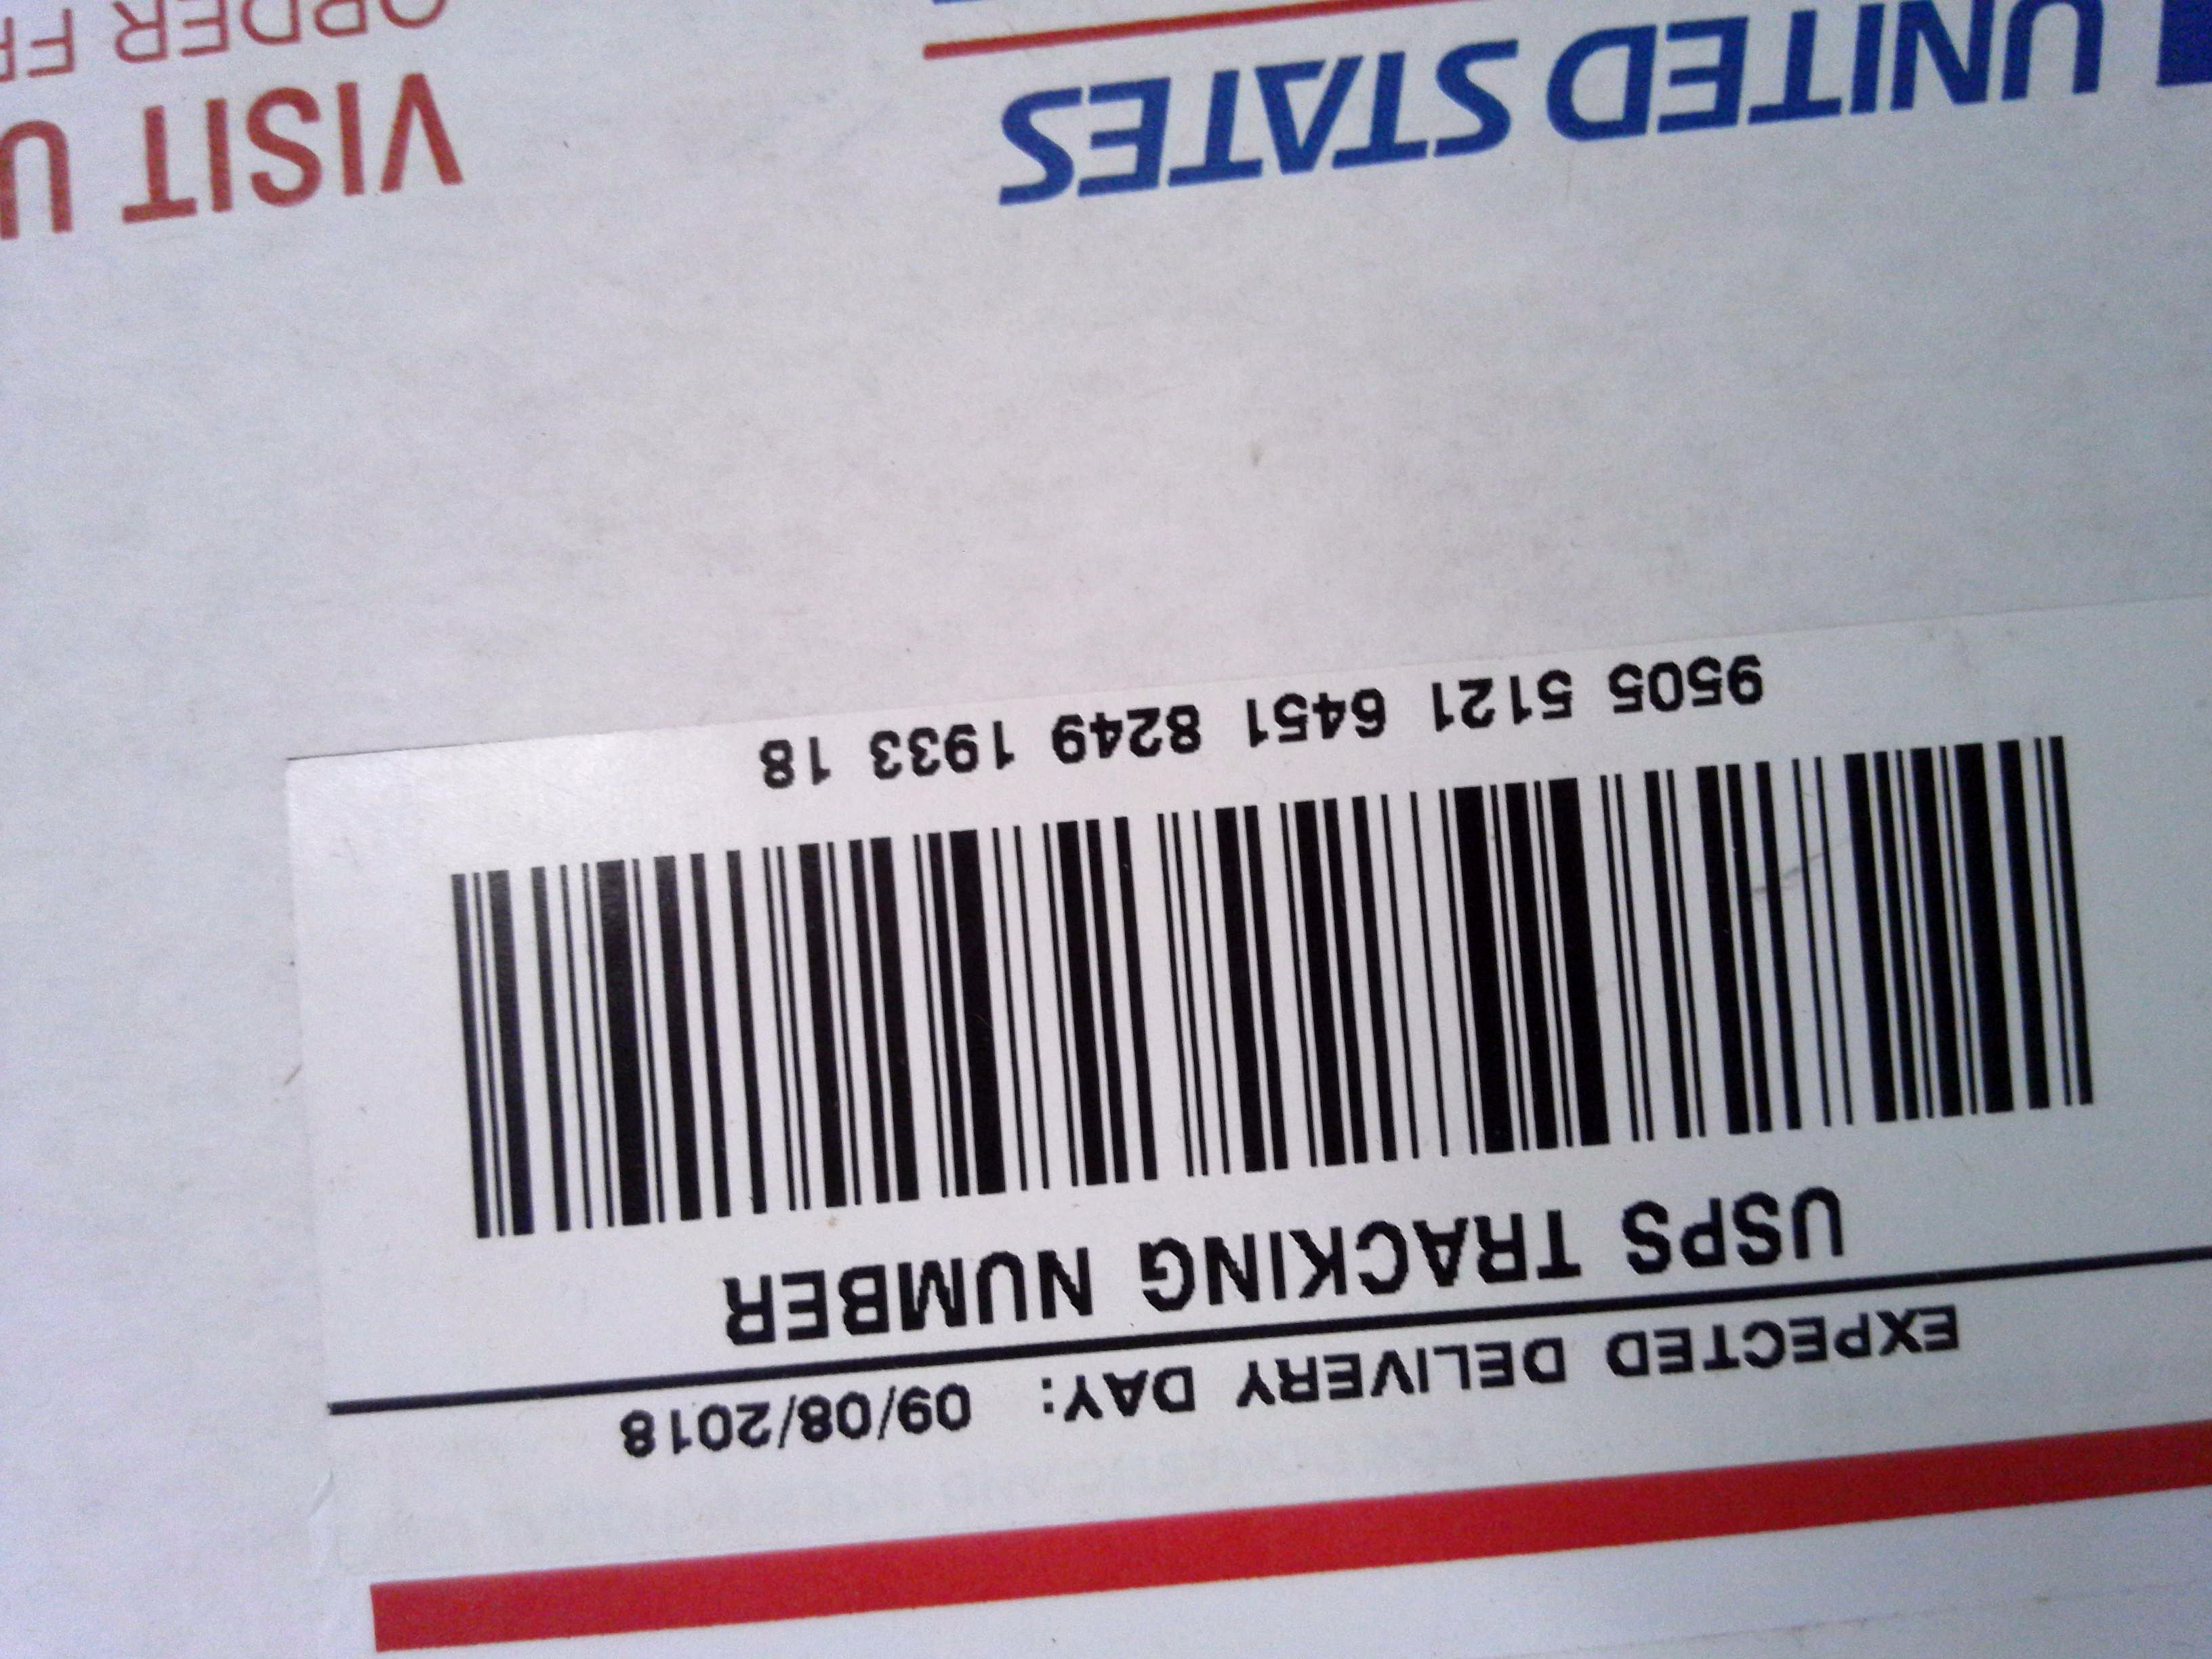 EXPECTED DELIVERY DAY: 09/08/2018
USPS TRACKING NUMBER
9505 5121 6451 8249 1933 18
UNITED STATES
VISIT U
ORDER FR